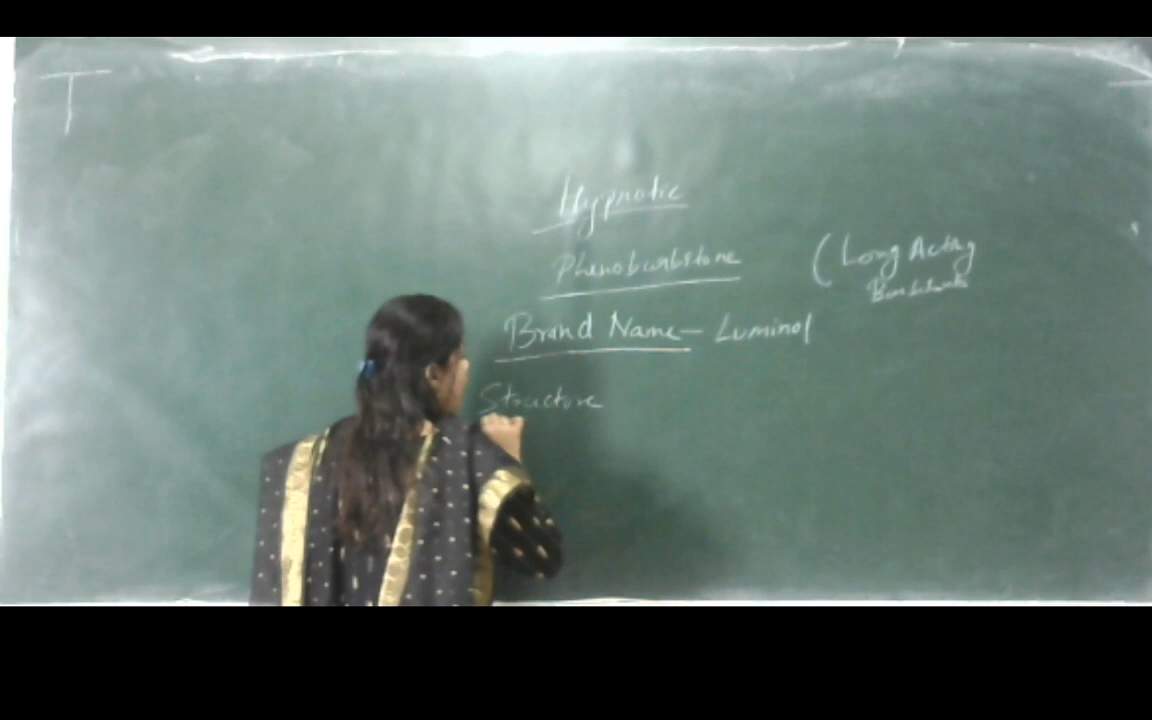 Hypnotic
Phenobarbitone (Long Acting
Brand Name - Luminol
Structure